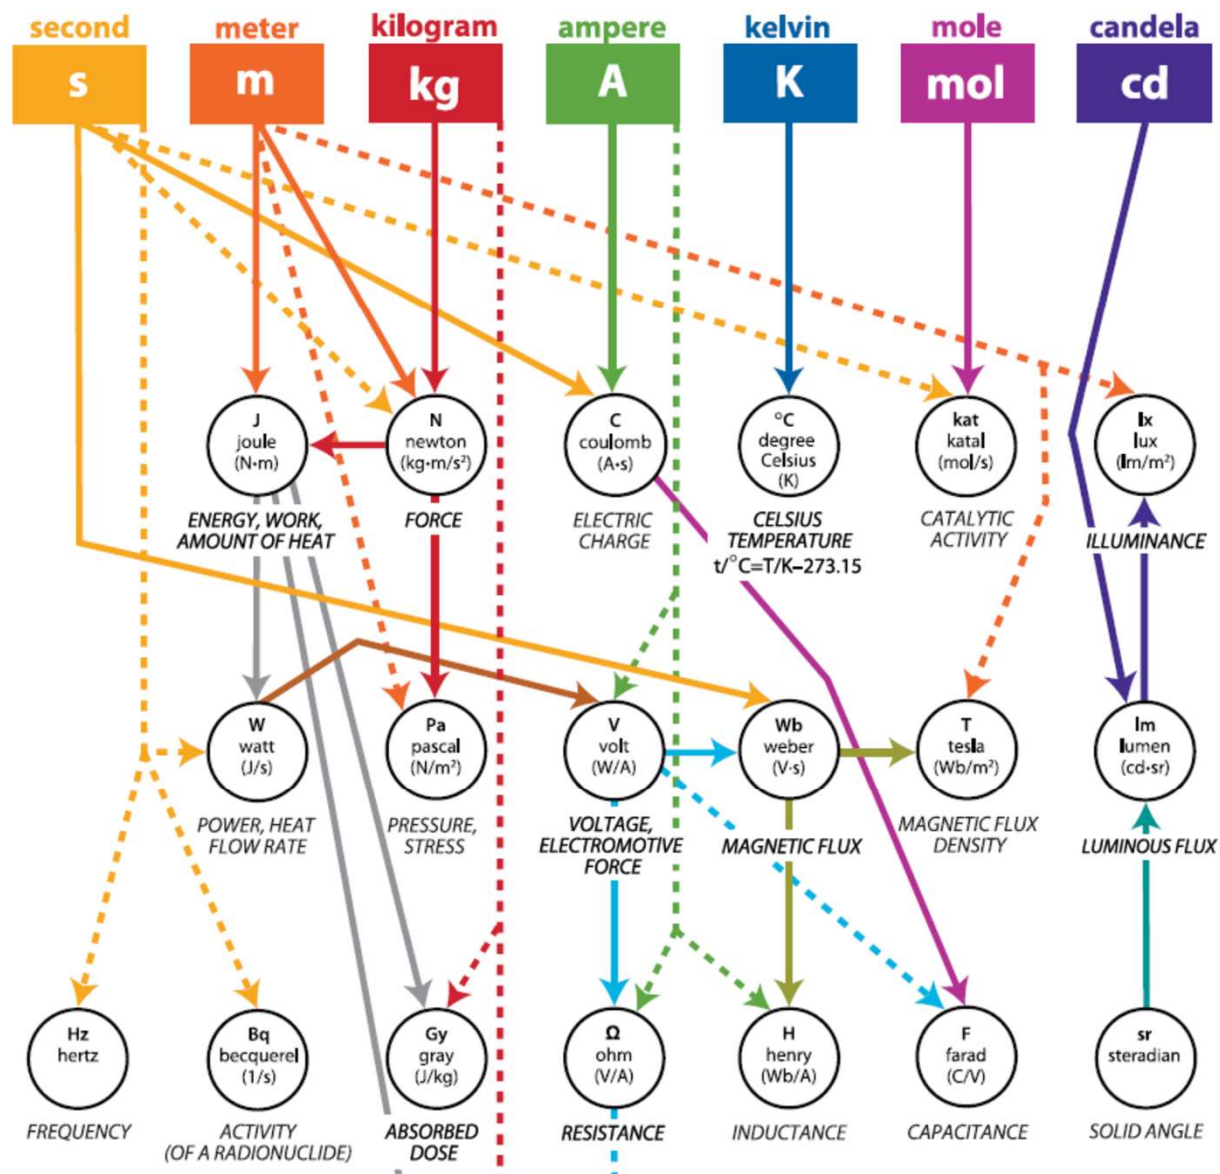 second meter kilogram ampere kelvin mole candela
s m kg A K mol cd
J
joule
(N•m)
N
newton
(kg•m/s²)
C
coulomb
(A•s)
°C
degree
Celsius
(K)
kat
katal
(mol/s)
lx
lux
(lm/m²)
ENERGY, WORK,
AMOUNT OF HEAT
FORCE
ELECTRIC
CHARGE
CELSIUS
TEMPERATURE
t/°C=T/K–273.15
CATALYTIC
ACTIVITY
ILLUMINANCE
W
watt
(J/s)
Pa
pascal
(N/m²)
V
volt
(W/A)
Wb
weber
(V•s)
T
tesla
(Wb/m²)
lm
lumen
(cd•sr)
POWER, HEAT
FLOW RATE
PRESSURE,
STRESS
VOLTAGE,
ELECTROMOTIVE
FORCE
MAGNETIC FLUX
MAGNETIC FLUX
DENSITY
LUMINOUS FLUX
Hz
hertz
Bq
becquerel
(1/s)
Gy
gray
(J/kg)
Ω
ohm
(V/A)
H
henry
(Wb/A)
F
farad
(C/V)
sr
steradian
FREQUENCY
ACTIVITY
(OF A RADIONUCLIDE)
ABSORBED
DOSE
RESISTANCE
INDUCTANCE
CAPACITANCE
SOLID ANGLE